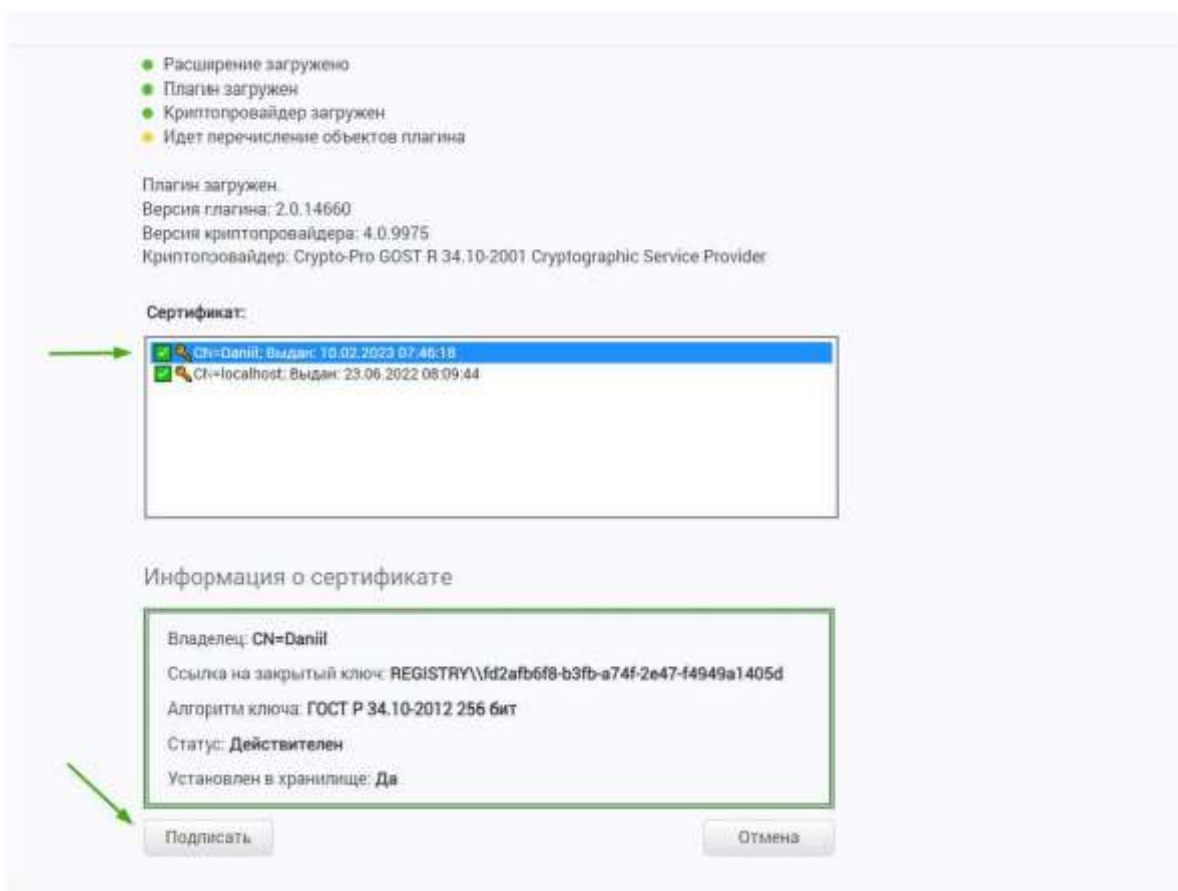 Расширение загружено
Плагин загружен
Криптопровайдер загружен
Идет перечисление объектов плагина
Плагин загружен.
Версия плагина: 2.0.14660
Версия криптопровайдера: 4.0.9975
Криптопровайдер: Crypto-Pro GOST R 34.10-2001 Cryptographic Service Provider
Сертификат:
CN=Daniil; Выдан: 10.02.2023 07:46:18
CN=localhost; Выдан: 23.06.2022 08:09:44
Информация о сертификате
Владелец: CN=Daniil
Ссылка на закрытый ключ: REGISTRY\\fd2afb6f8-b3fb-a74f-2e47-f4949a1405d
Алгоритм ключа: ГОСТ Р 34.10-2012 256 бит
Статус: Действителен
Установлен в хранилище: Да
Подписать
Отмена